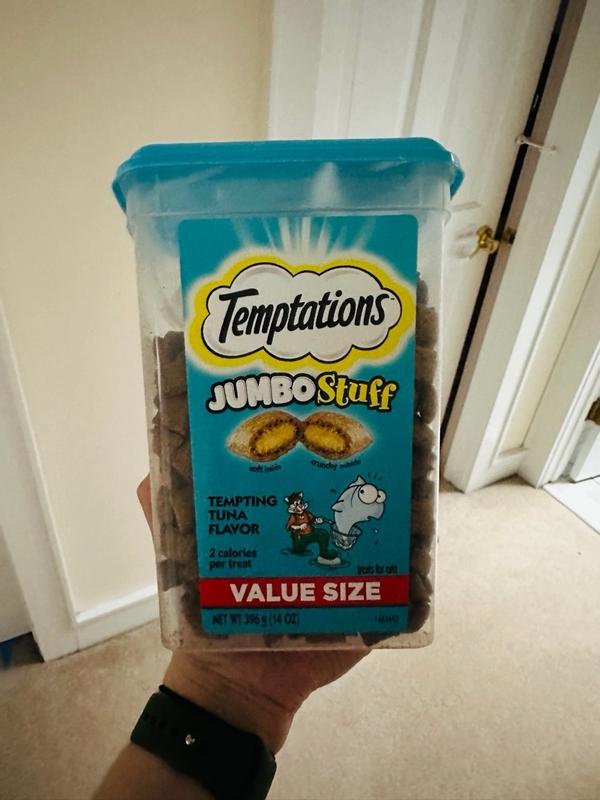 Temptations™
JUMBO Stuff
soft inside crunchy outside
TEMPTING
TUNA
FLAVOR
2 calories
per treat
treats for cats
VALUE SIZE
NET WT 396 g (14 OZ)